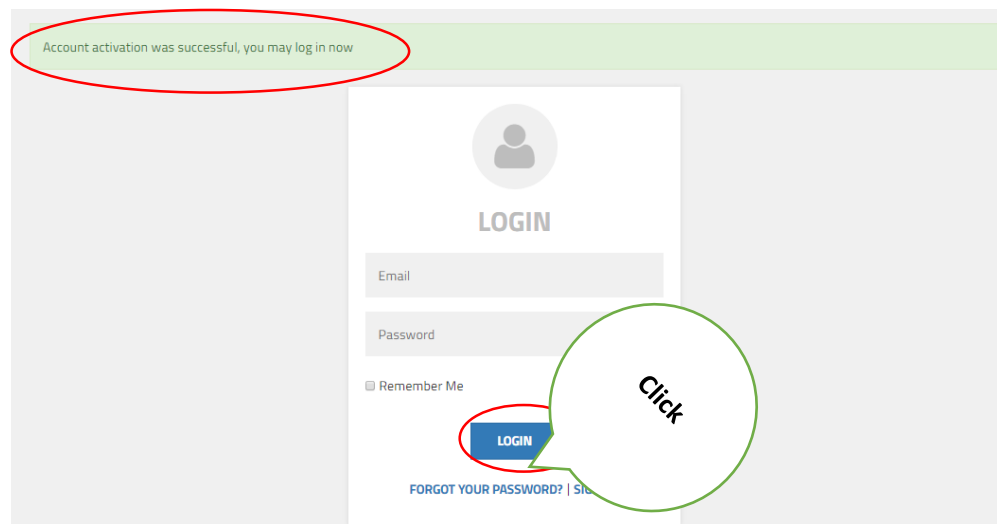 Account activation was successful, you may log in now
LOGIN
Email
Password
Remember Me
Click
LOGIN
FORGOT YOUR PASSWORD? |